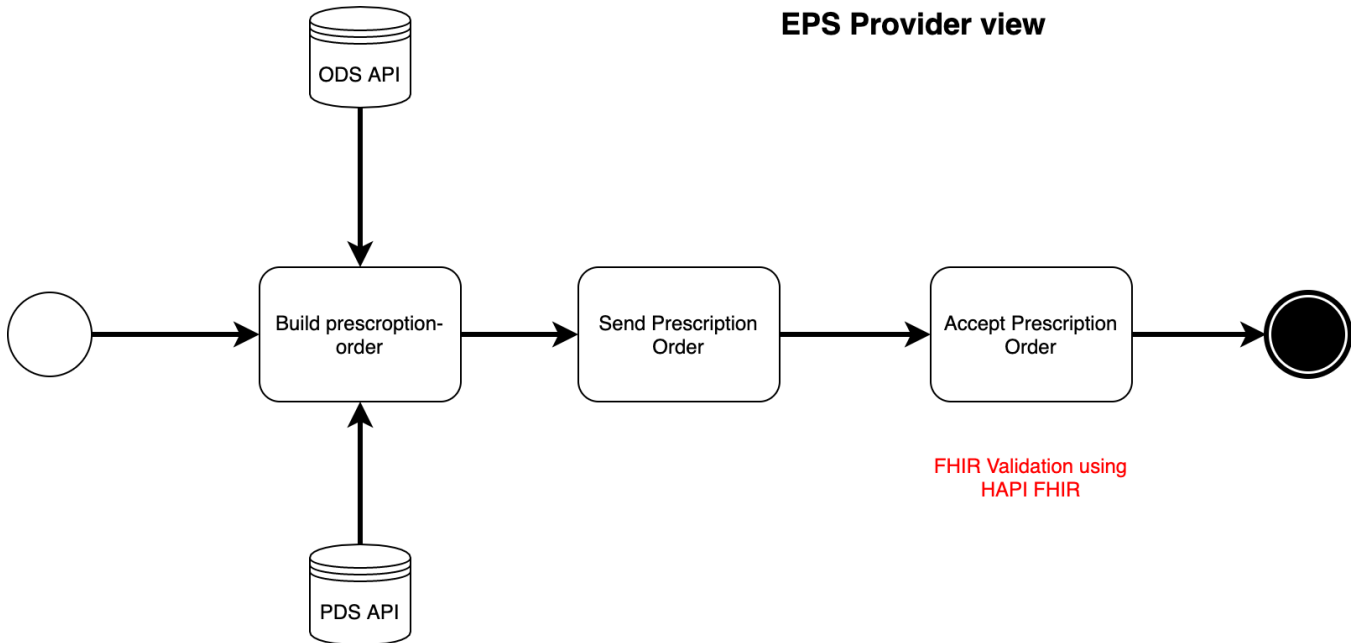 EPS Provider view
ODS API
Build prescroption-
order
Send Prescription
Order
Accept Prescription
Order
FHIR Validation using
HAPI FHIR
PDS API